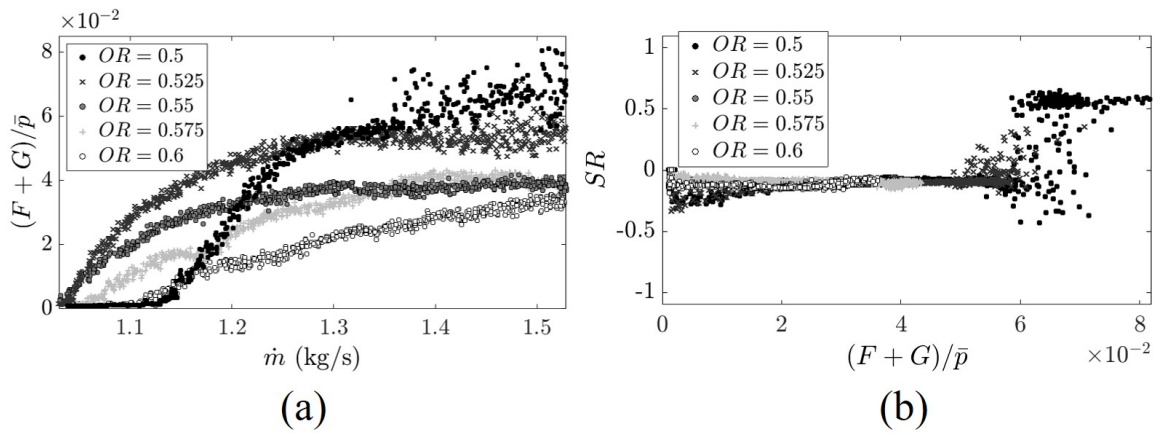 ×10⁻²
8
6
4
2
0
(F + G)/p̄
OR = 0.5
OR = 0.525
OR = 0.55
OR = 0.575
OR = 0.6
1.1 1.2 1.3 1.4 1.5
ṁ (kg/s)
(a)
1
0.5
0
-0.5
-1
SR
OR = 0.5
OR = 0.525
OR = 0.55
OR = 0.575
OR = 0.6
0 2 4 6 8
(F + G)/p̄
×10⁻²
(b)